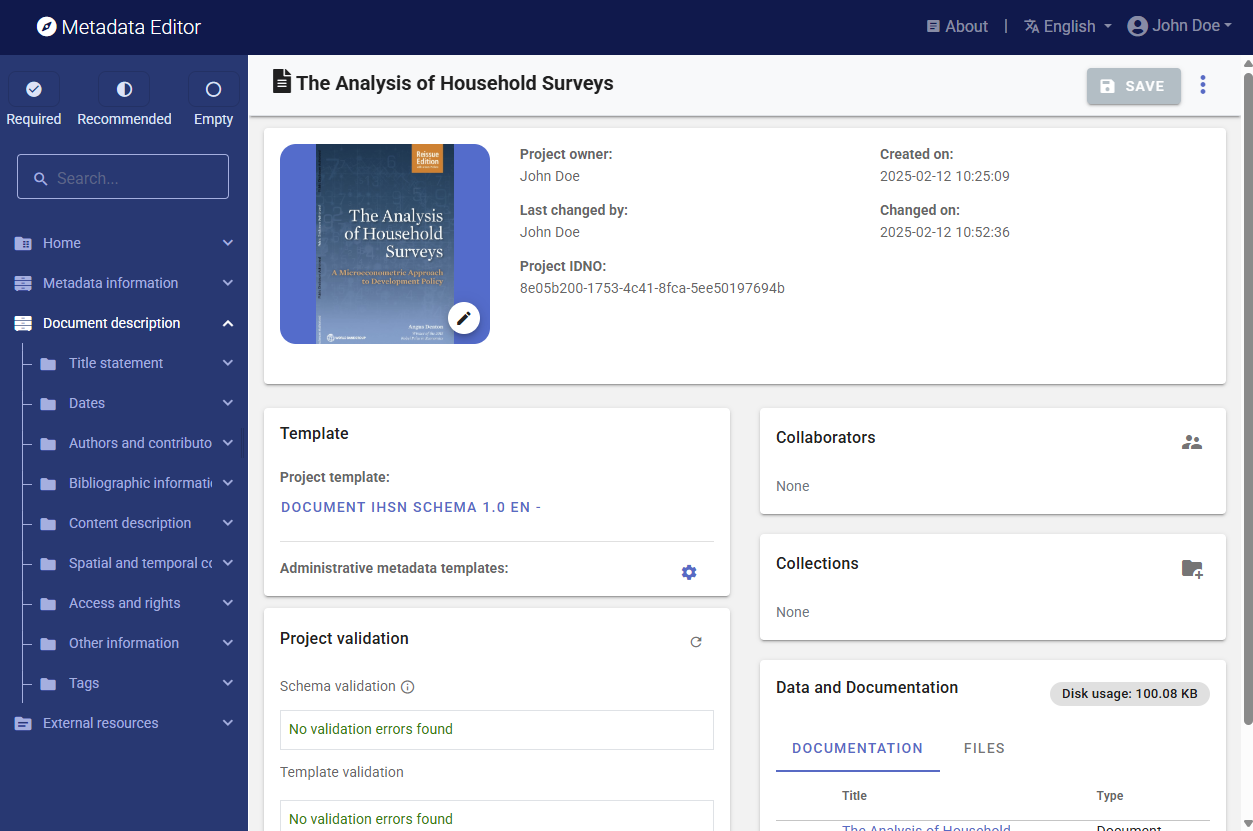 Metadata Editor
About | English John Doe
Required Recommended Empty
Search...
Home
Metadata information
Document description
Title statement
Dates
Authors and contributo
Bibliographic informati
Content description
Spatial and temporal co
Access and rights
Other information
Tags
External resources
The Analysis of Household Surveys
SAVE
Reissue
Edition
The Analysis
of Household
Surveys
A Microeconometric Approach
to Development Policy
Angus Deaton
Project owner:
John Doe
Last changed by:
John Doe
Project IDNO:
8e05b200-1753-4c41-8fca-5ee50197694b
Created on:
2025-02-12 10:25:09
Changed on:
2025-02-12 10:52:36
Template
Project template:
DOCUMENT IHSN SCHEMA 1.0 EN -
Administrative metadata templates:
Project validation
Schema validation
No validation errors found
Template validation
No validation errors found
Collaborators
None
Collections
None
Data and Documentation
Disk usage: 100.08 KB
DOCUMENTATION FILES
Title Type
The Analysis of Household Document